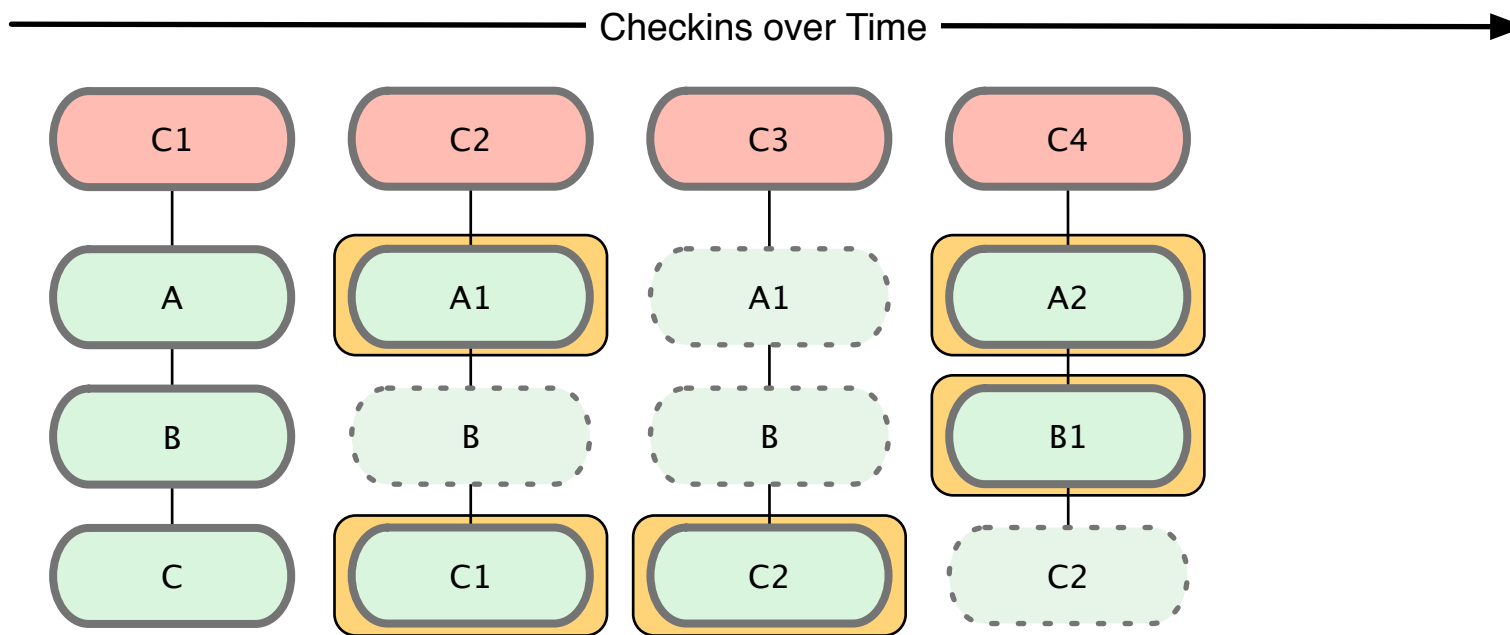 Checkins over Time
C1 C2 C3 C4
A A1 A1 A2
B B B B1
C C1 C2 C2